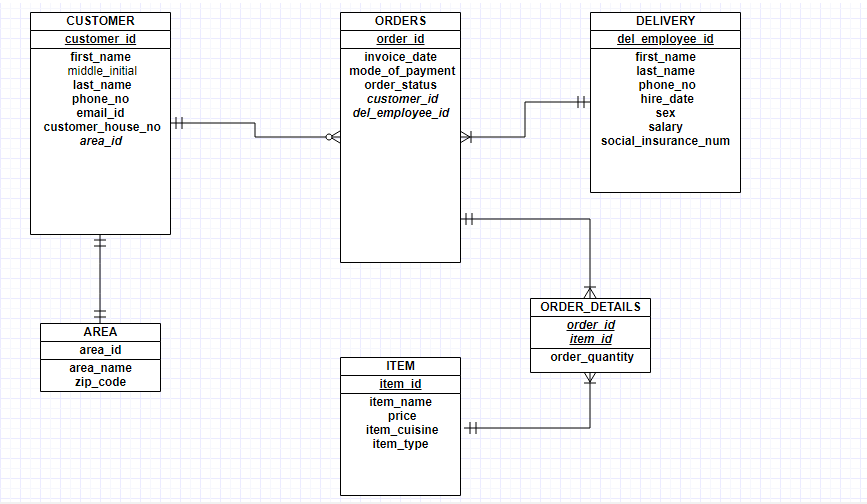 CUSTOMER
customer_id
first_name
middle_initial
last_name
phone_no
email_id
customer_house_no
area_id
ORDERS
order_id
invoice_date
mode_of_payment
order_status
customer_id
del_employee_id
DELIVERY
del_employee_id
first_name
last_name
phone_no
hire_date
sex
salary
social_insurance_num
AREA
area_id
area_name
zip_code
ITEM
item_id
item_name
price
item_cuisine
item_type
ORDER_DETAILS
order_id
item_id
order_quantity